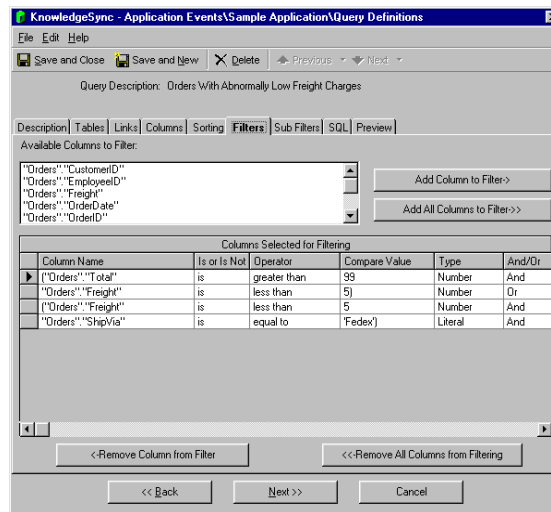 KnowledgeSync - Application Events\Sample Application\Query Definitions
File Edit Help
Save and Close Save and New Delete Previous Next
Query Description: Orders With Abnormally Low Freight Charges
Description Tables Links Columns Sorting Filters Sub Filters SQL Preview
Available Columns to Filter:
"Orders"."CustomerID"
"Orders"."EmployeeID"
"Orders"."Freight"
"Orders"."OrderDate"
"Orders"."OrderID"
Add Column to Filter->
Add All Columns to Filter->>
Columns Selected for Filtering
Column Name Is or Is Not Operator Compare Value Type And/Or
("Orders"."Total" is greater than 99 Number And
"Orders"."Freight" is less than 5) Number Or
("Orders"."Freight" is less than 5 Number And
"Orders"."ShipVia" is equal to 'Fedex') Literal And
<-Remove Column from Filter <<-Remove All Columns from Filtering
<< Back Next >> Cancel